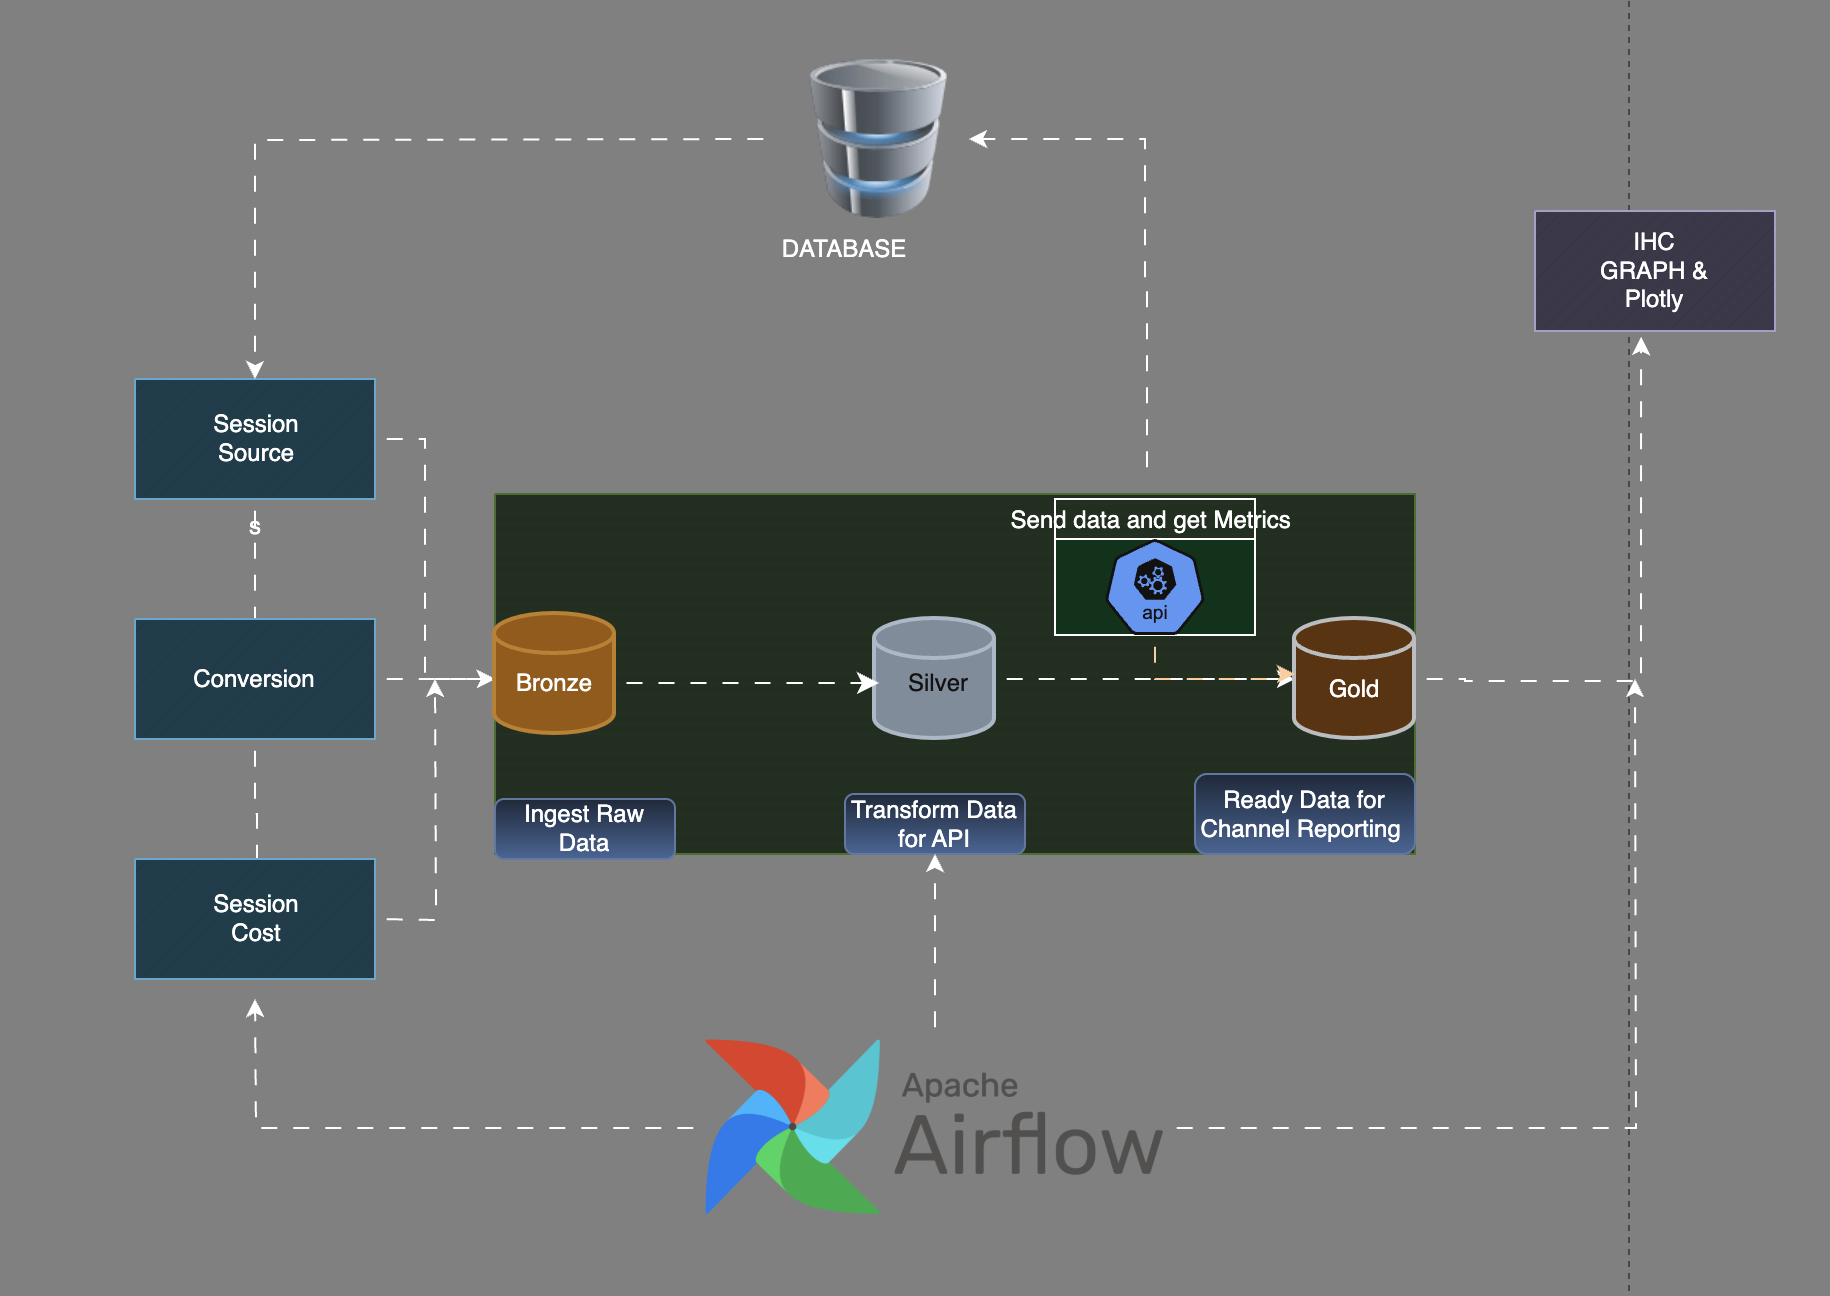 DATABASE
IHC
GRAPH &
Plotly
Session
Source
s
Conversion
Session
Cost
Send data and get Metrics
api
Bronze
Silver
Gold
Ingest Raw
Data
Transform Data
for API
Ready Data for
Channel Reporting
Apache
Airflow